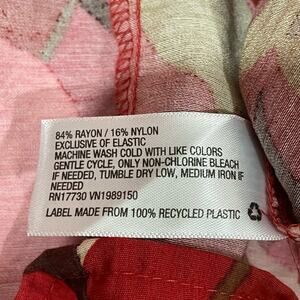 84% RAYON / 16% NYLON
EXCLUSIVE OF ELASTIC
MACHINE WASH COLD WITH LIKE COLORS
GENTLE CYCLE, ONLY NON-CHLORINE BLEACH
IF NEEDED, TUMBLE DRY LOW, MEDIUM IRON IF
NEEDED
RN17730 VN1989150
LABEL MADE FROM 100% RECYCLED PLASTIC